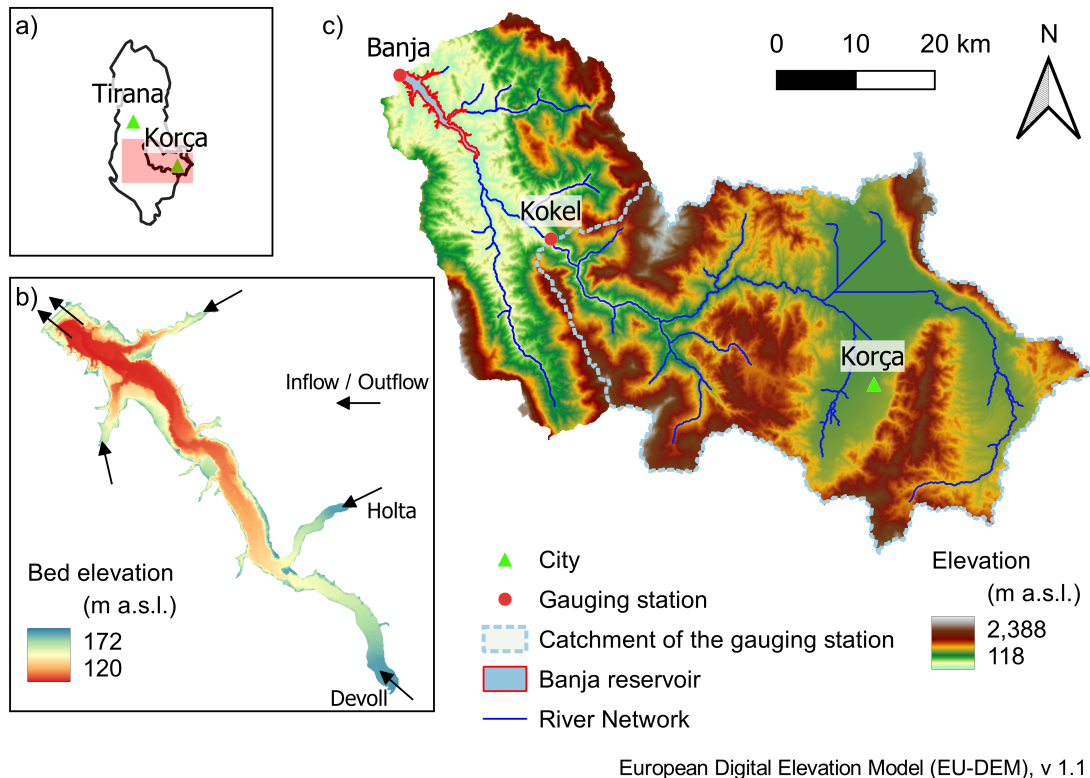 a)
Tirana
Korça
b)
Inflow / Outflow
Holta
Bed elevation
(m a.s.l.)
172
120
Devoll
c)
Banja
0 10 20 km
N
Kokel
Korça
City
Gauging station
Catchment of the gauging station
Banja reservoir
River Network
Elevation
(m a.s.l.)
2,388
118
European Digital Elevation Model (EU-DEM), v 1.1